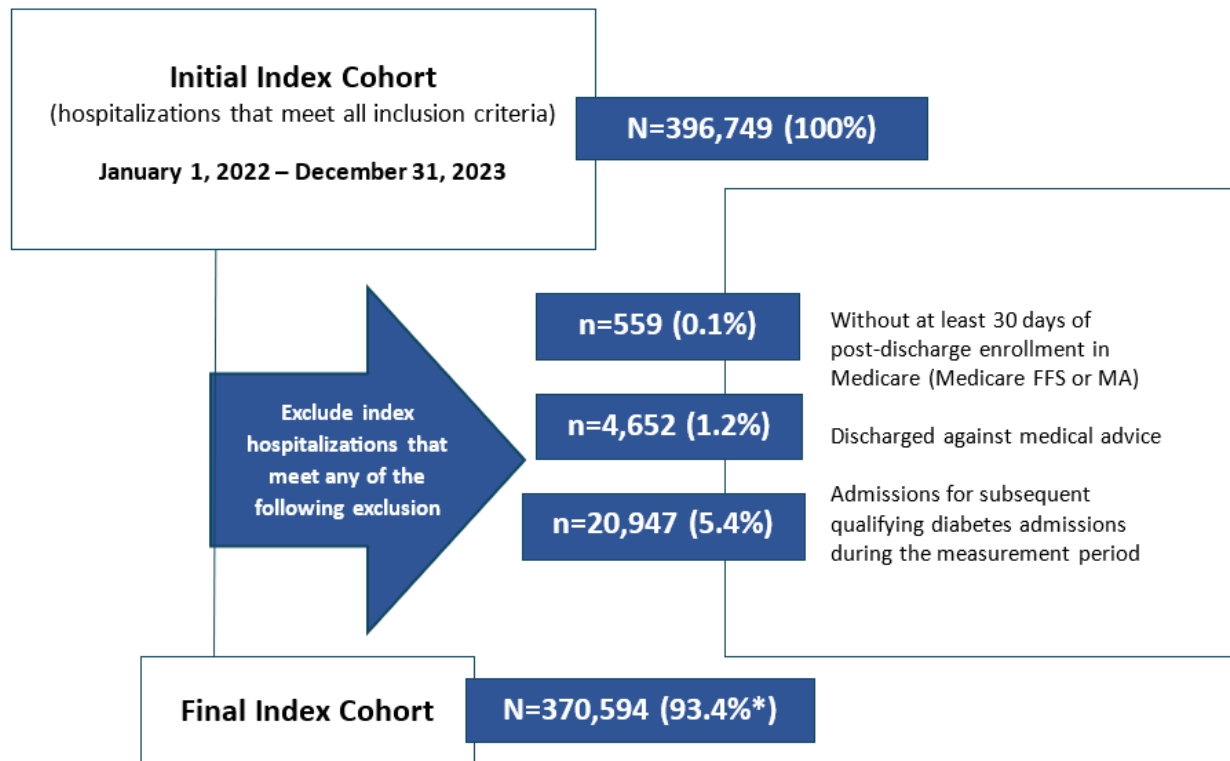 Initial Index Cohort
(hospitalizations that meet all inclusion criteria)
January 1, 2022 – December 31, 2023
N=396,749 (100%)
Exclude index
hospitalizations that
meet any of the
following exclusion
n=559 (0.1%)
Without at least 30 days of
post-discharge enrollment in
Medicare (Medicare FFS or MA)
n=4,652 (1.2%)
Discharged against medical advice
n=20,947 (5.4%)
Admissions for subsequent
qualifying diabetes admissions
during the measurement period
Final Index Cohort
N=370,594 (93.4%*)